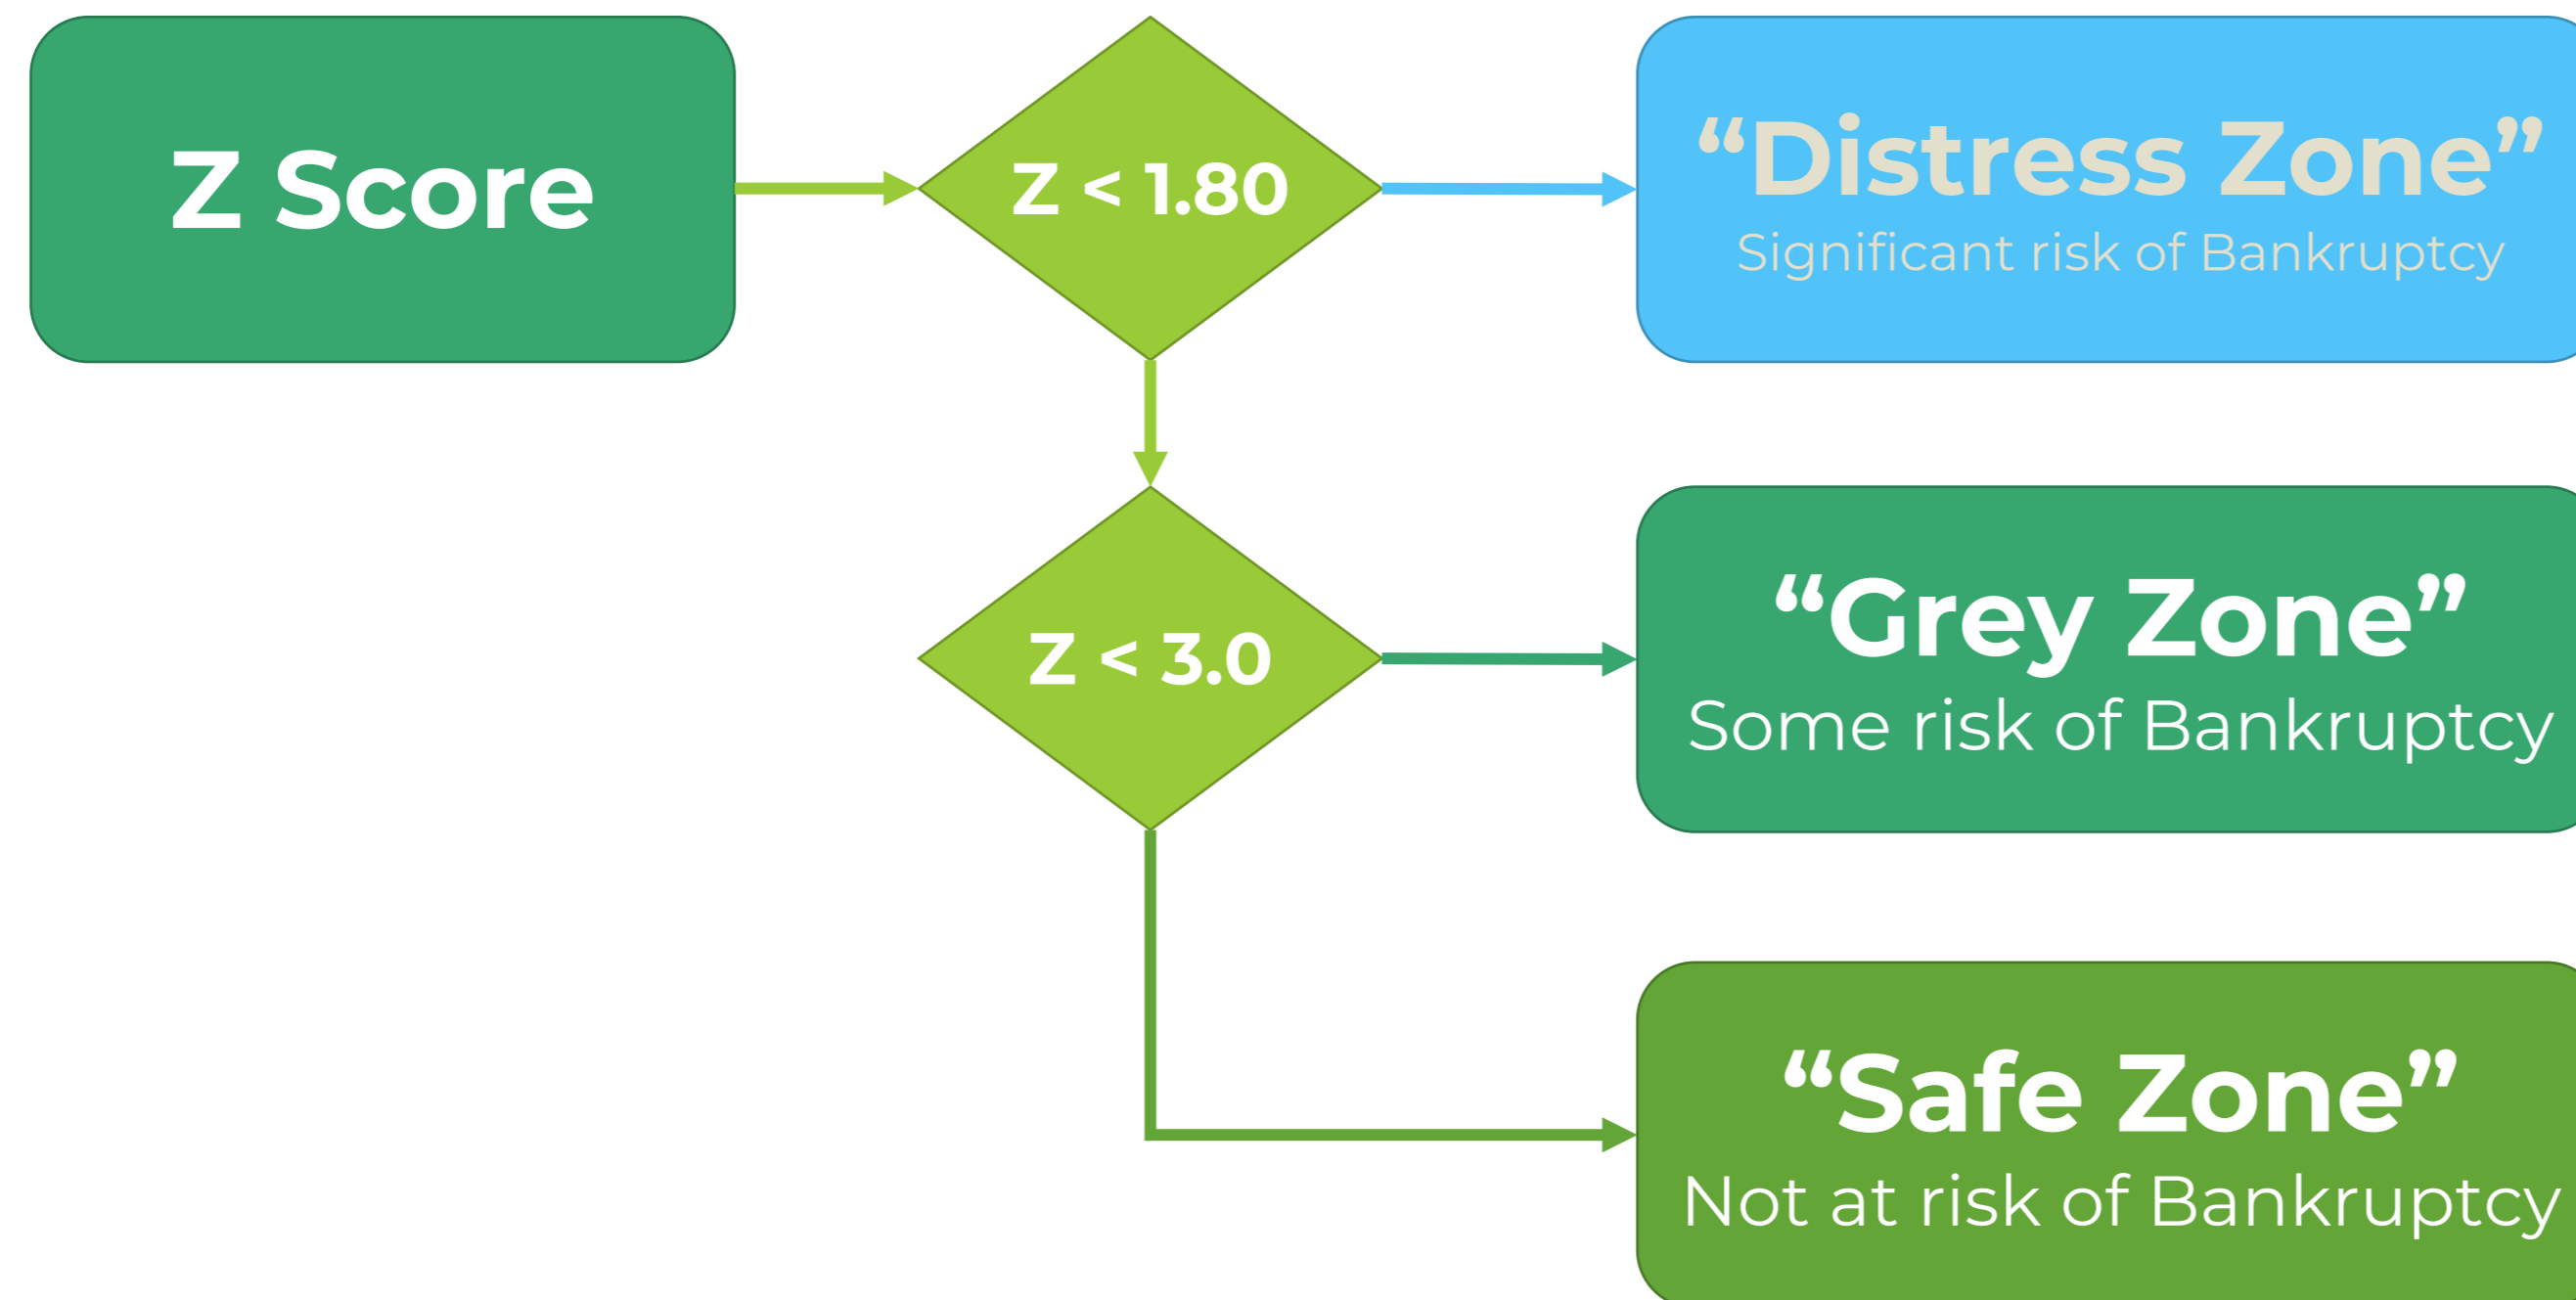 Z Score
Z < 1.80
“Distress Zone”
Significant risk of Bankruptcy
Z < 3.0
“Grey Zone”
Some risk of Bankruptcy
“Safe Zone”
Not at risk of Bankruptcy